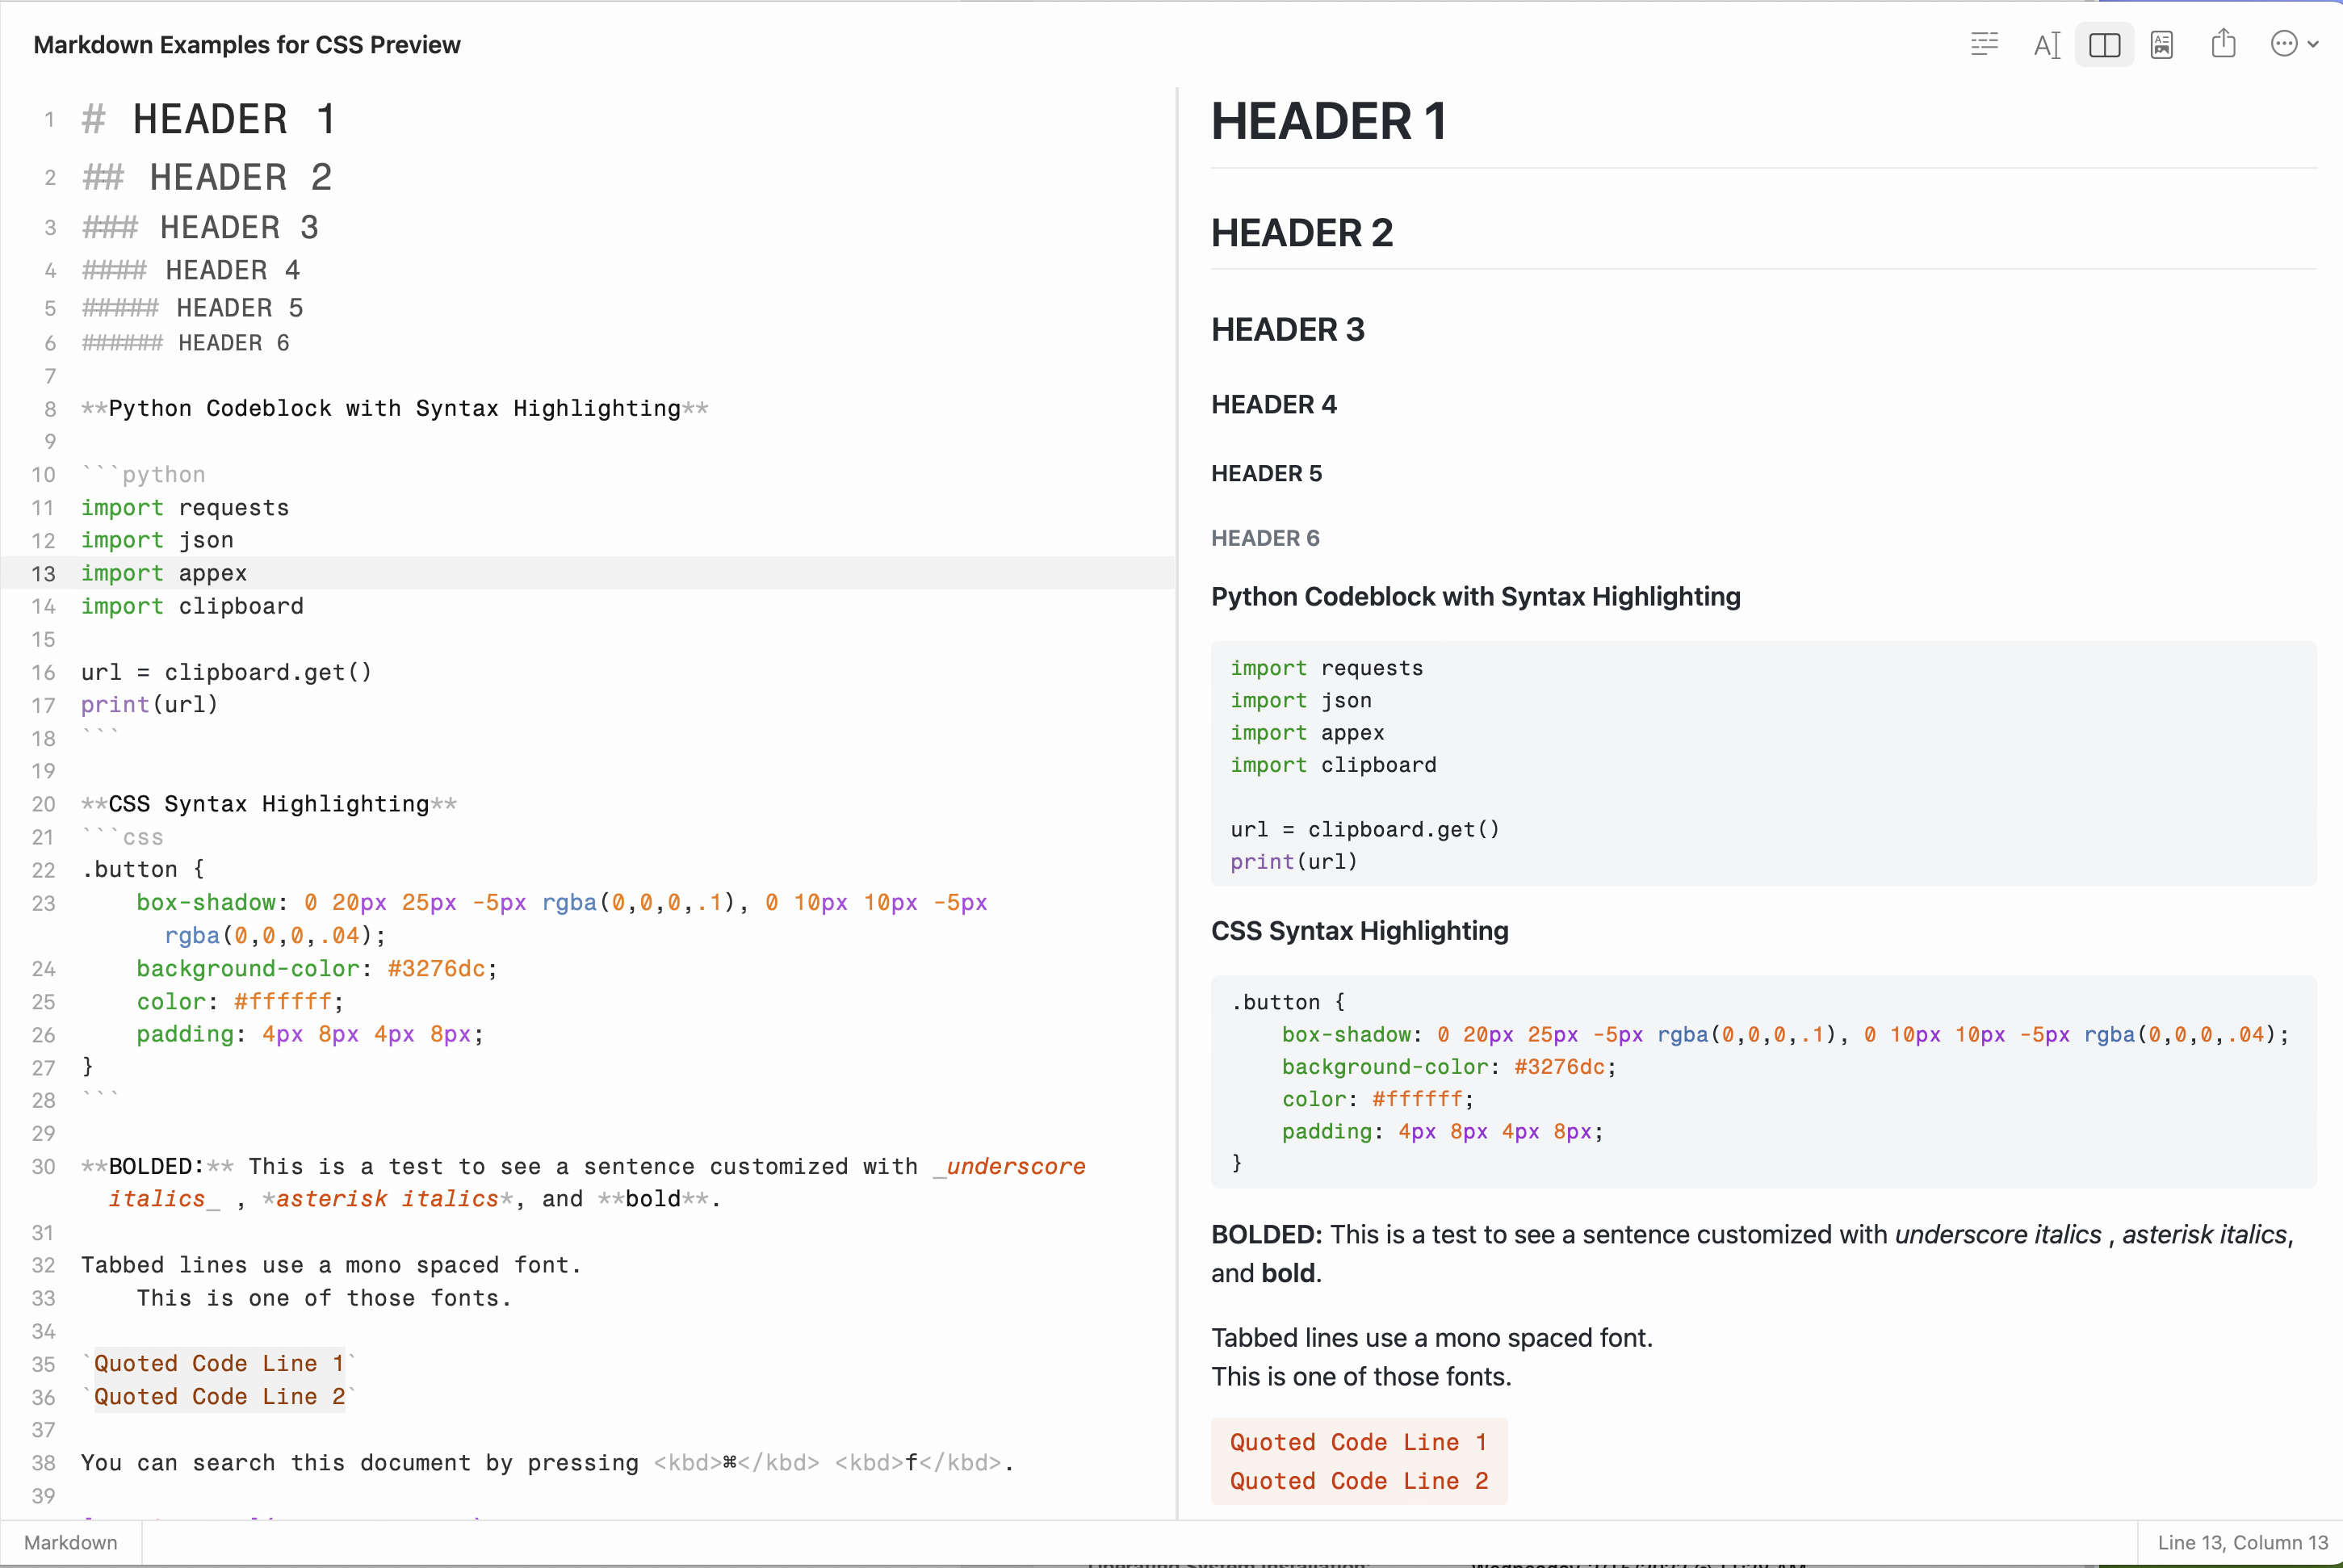 Markdown Examples for CSS Preview
1 # HEADER 1
2 ## HEADER 2
3 ### HEADER 3
4 #### HEADER 4
5 ##### HEADER 5
6 ###### HEADER 6
7
8 **Python Codeblock with Syntax Highlighting**
9
10 ```python
11 import requests
12 import json
13 import appex
14 import clipboard
15
16 url = clipboard.get()
17 print(url)
18 ```
19
20 **CSS Syntax Highlighting**
21 ```css
22 .button {
23     box-shadow: 0 20px 25px -5px rgba(0,0,0,.1), 0 10px 10px -5px
rgba(0,0,0,.04);
24     background-color: #3276dc;
25     color: #ffffff;
26     padding: 4px 8px 4px 8px;
27 }
28 ```
29
30 **BOLDED:** This is a test to see a sentence customized with _underscore
italics_ , *asterisk italics*, and **bold**.
31
32 Tabbed lines use a mono spaced font.
33     This is one of those fonts.
34
35 `Quoted Code Line 1`
36 `Quoted Code Line 2`
37
38 You can search this document by pressing <kbd>⌘</kbd> <kbd>f</kbd>.
39
HEADER 1
HEADER 2
HEADER 3
HEADER 4
HEADER 5
HEADER 6
Python Codeblock with Syntax Highlighting
import requests
import json
import appex
import clipboard
url = clipboard.get()
print(url)
CSS Syntax Highlighting
.button {
    box-shadow: 0 20px 25px -5px rgba(0,0,0,.1), 0 10px 10px -5px rgba(0,0,0,.04);
    background-color: #3276dc;
    color: #ffffff;
    padding: 4px 8px 4px 8px;
}
BOLDED: This is a test to see a sentence customized with underscore italics , asterisk italics,
and bold.
Tabbed lines use a mono spaced font.
This is one of those fonts.
Quoted Code Line 1
Quoted Code Line 2
Markdown
Line 13, Column 13